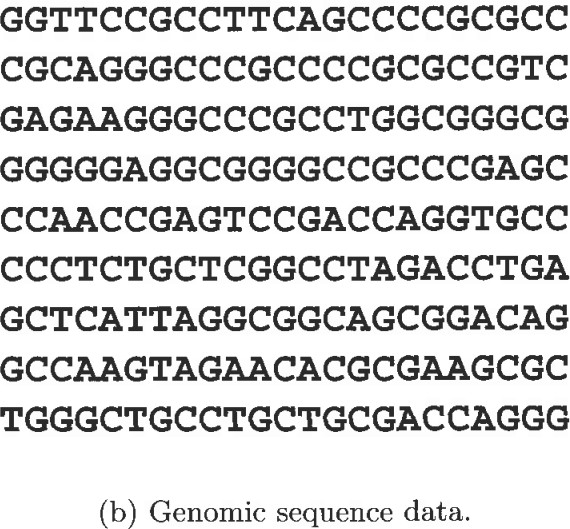 GGTTCCGCCTTCAGCCCCGCGCC
CGCAGGGCCCGCCCCGCGCCGTC
GAGAAGGGCCCGCCTGGCGGGCG
GGGGGAGGCGGGGCCGCCCGAGC
CCAACCGAGTCCGACCAGGTGCC
CCCTCTGCTCGGCCTAGACCTGA
GCTCATTAGGCGGCAGCGGACAG
GCCAAGTAGAACACGCGAAGCGC
TGGGCTGCCTGCTGCGACCAGGG
(b) Genomic sequence data.